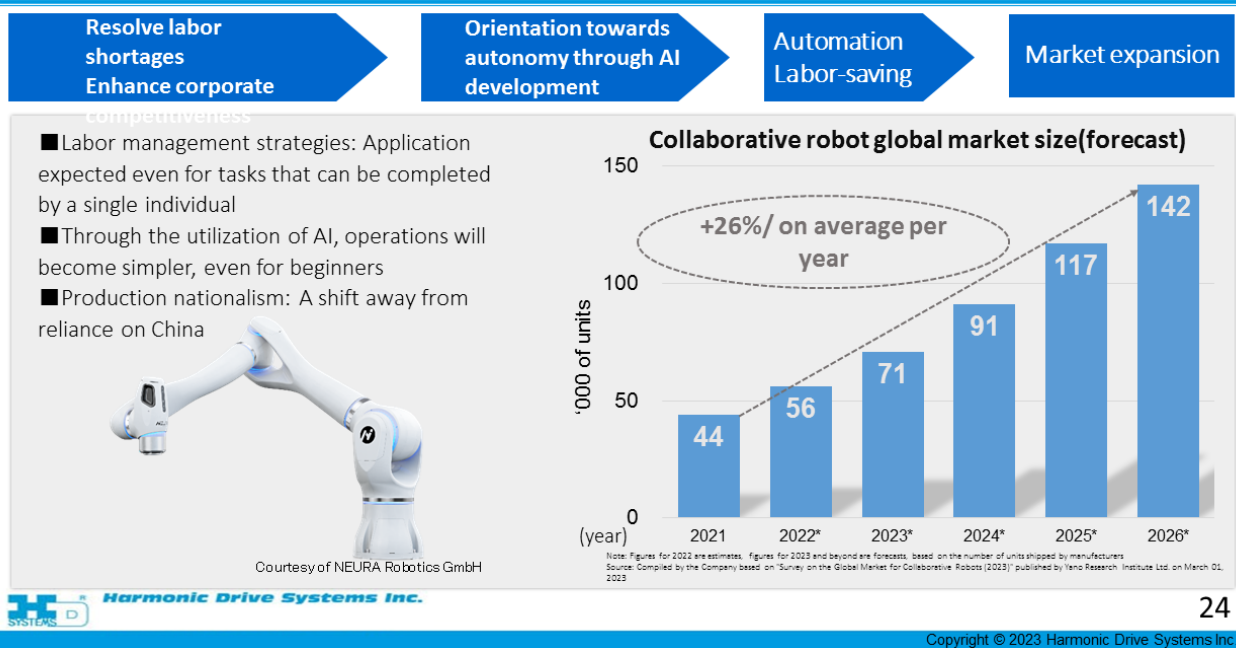 Resolve labor
shortages
Enhance corporate
competitiveness
Orientation towards
autonomy through AI
development
Automation
Labor-saving
Market expansion
■Labor management strategies: Application
expected even for tasks that can be completed
by a single individual
■Through the utilization of AI, operations will
become simpler, even for beginners
■Production nationalism: A shift away from
reliance on China
Courtesy of NEURA Robotics GmbH
Collaborative robot global market size(forecast)
150
100
50
0
'000 of units
+26%/ on average per
year
44
56
71
91
117
142
(year)
2021
2022*
2023*
2024*
2025*
2026*
Note: Figures for 2022 are estimates, figures for 2023 and beyond are forecasts, based on the number of units shipped by manufacturers
Source: Compiled by the Company based on "Survey on the Global Market for Collaborative Robots (2023)" published by Yano Research Institute Ltd. on March 01,
2023
H D SYSTEMS ®
Harmonic Drive Systems Inc.
24
Copyright © 2023 Harmonic Drive Systems Inc